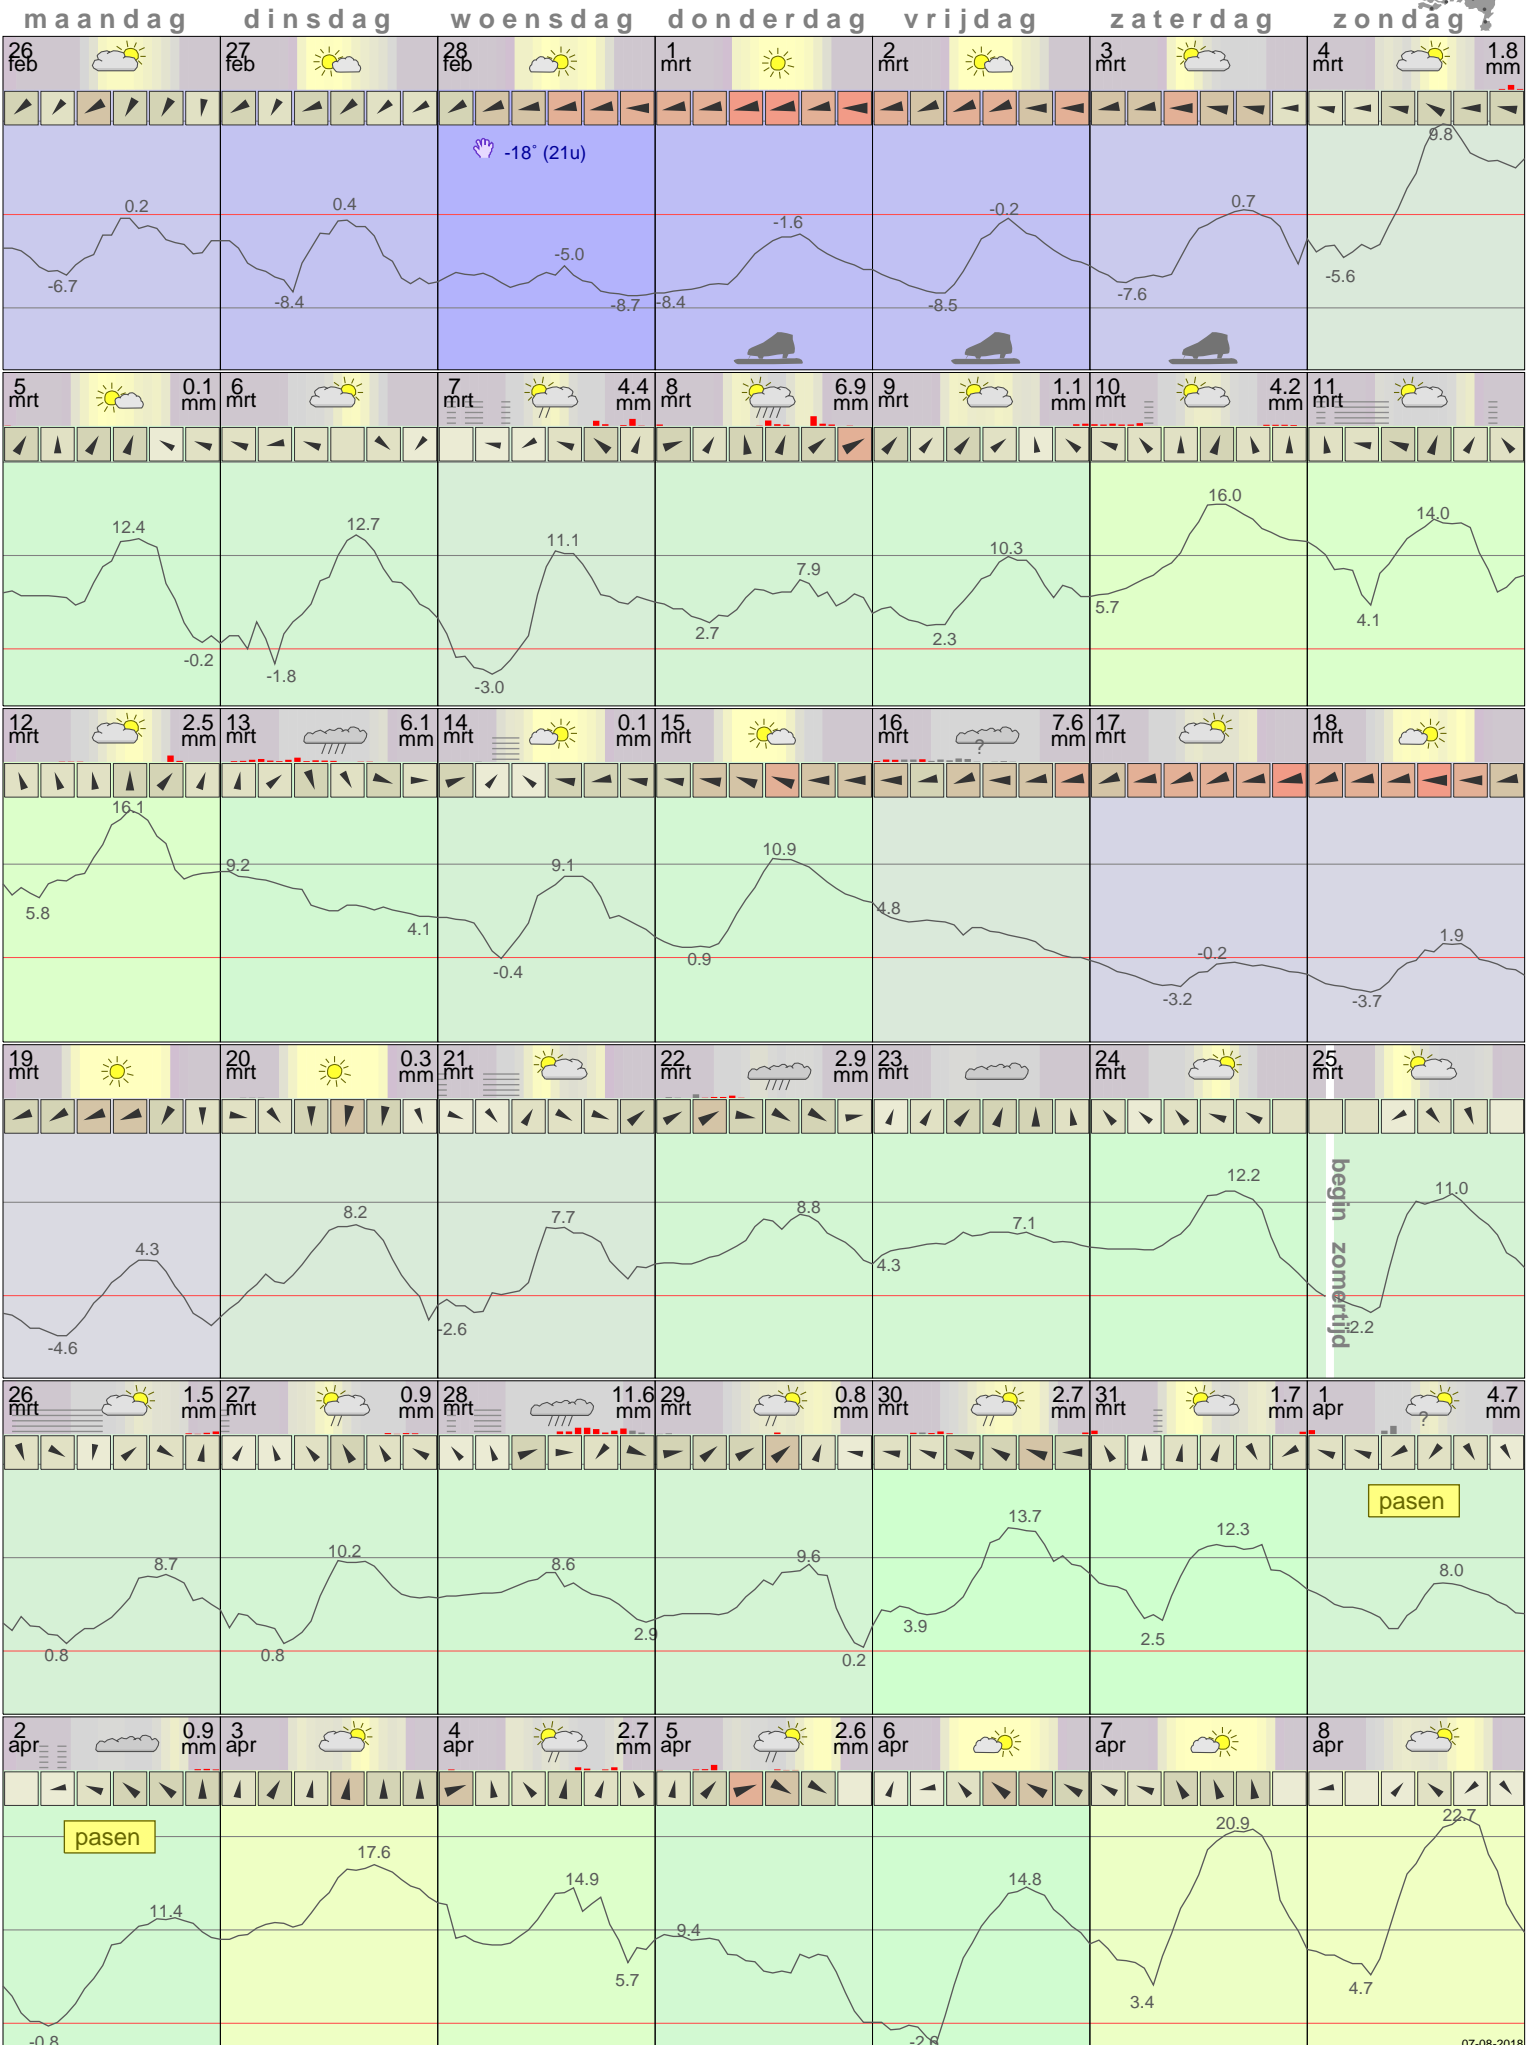 maandag dinsdag woensdag donderdag vrijdag zaterdag zondag
26 27 28 1 2 3 4 1.8
feb feb feb mrt mrt mrt mrt mm
-18° (21u) 9.8
0.2 0.4 -5.0 -1.6 -0.2 0.7
-6.7 -8.4 -8.7 -8.4 -8.5 -7.6 -5.6
5 0.1 6 7 4.4 8 6.9 9 1.1 10 4.2 11
mrt mm mrt mrt mm mrt mm mrt mm mrt mm mrt
12.4 12.7 11.1 7.9 10.3 16.0 14.0
-0.2 -1.8 -3.0 2.7 2.3 5.7 4.1
12 2.5 13 6.1 14 0.1 15 16 7.6 17 18
mrt mm mrt mm mrt mm mrt mrt mm mrt mrt
?
16.1 9.2 9.1 10.9 4.8 -0.2 1.9
5.8 4.1 -0.4 0.9 -3.2 -3.7
19 20 0.3 21 22 2.9 23 24 25
mrt mrt mm mrt mrt mm mrt mrt mrt
begin zomertijd
4.3 8.2 7.7 8.8 7.1 12.2 11.0
-4.6 -2.6 4.3 -2.2
26 1.5 27 0.9 28 11.6 29 0.8 30 2.7 31 1.7 1 4.7
mrt mm mrt mm mrt mm mrt mm mrt mm mrt mm apr mm
?
pasen
8.7 10.2 8.6 9.6 13.7 12.3 8.0
0.8 0.8 2.9 0.2 3.9 2.5
2 0.9 3 4 2.7 5 2.6 6 7 8
apr mm apr apr mm apr mm apr apr apr
pasen
11.4 17.6 14.9 9.4 14.8 20.9 22.7
-0.8 5.7 -2.6 3.4 4.7
07-08-2018